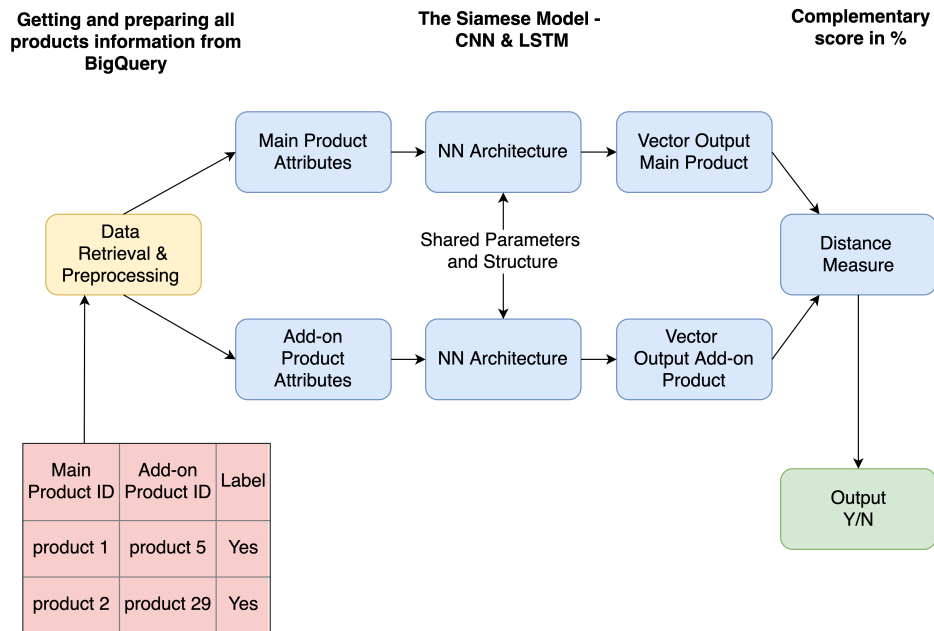 Getting and preparing all
products information from
BigQuery
The Siamese Model -
CNN & LSTM
Complementary
score in %
Main Product
Attributes
NN Architecture
Vector Output
Main Product
Data
Retrieval &
Preprocessing
Shared Parameters
and Structure
Distance
Measure
Add-on
Product
Attributes
NN Architecture
Vector
Output Add-on
Product
Main
Product ID
Add-on
Product ID
Label
product 1
product 5
Yes
product 2
product 29
Yes
Output
Y/N